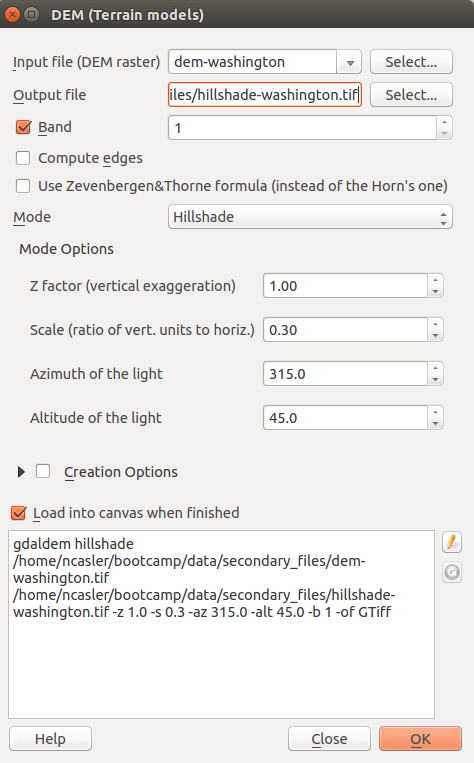 DEM (Terrain models)
Input file (DEM raster) dem-washington Select...
Output file iles/hillshade-washington.tif Select...
Band 1
Compute edges
Use Zevenbergen&Thorne formula (instead of the Horn's one)
Mode Hillshade
Mode Options
Z factor (vertical exaggeration) 1.00
Scale (ratio of vert. units to horiz.) 0.30
Azimuth of the light 315.0
Altitude of the light 45.0
Creation Options
Load into canvas when finished
gdaldem hillshade
/home/ncasler/bootcamp/data/secondary_files/dem-
washington.tif
/home/ncasler/bootcamp/data/secondary_files/hillshade-
washington.tif -z 1.0 -s 0.3 -az 315.0 -alt 45.0 -b 1 -of GTiff
Help Close OK